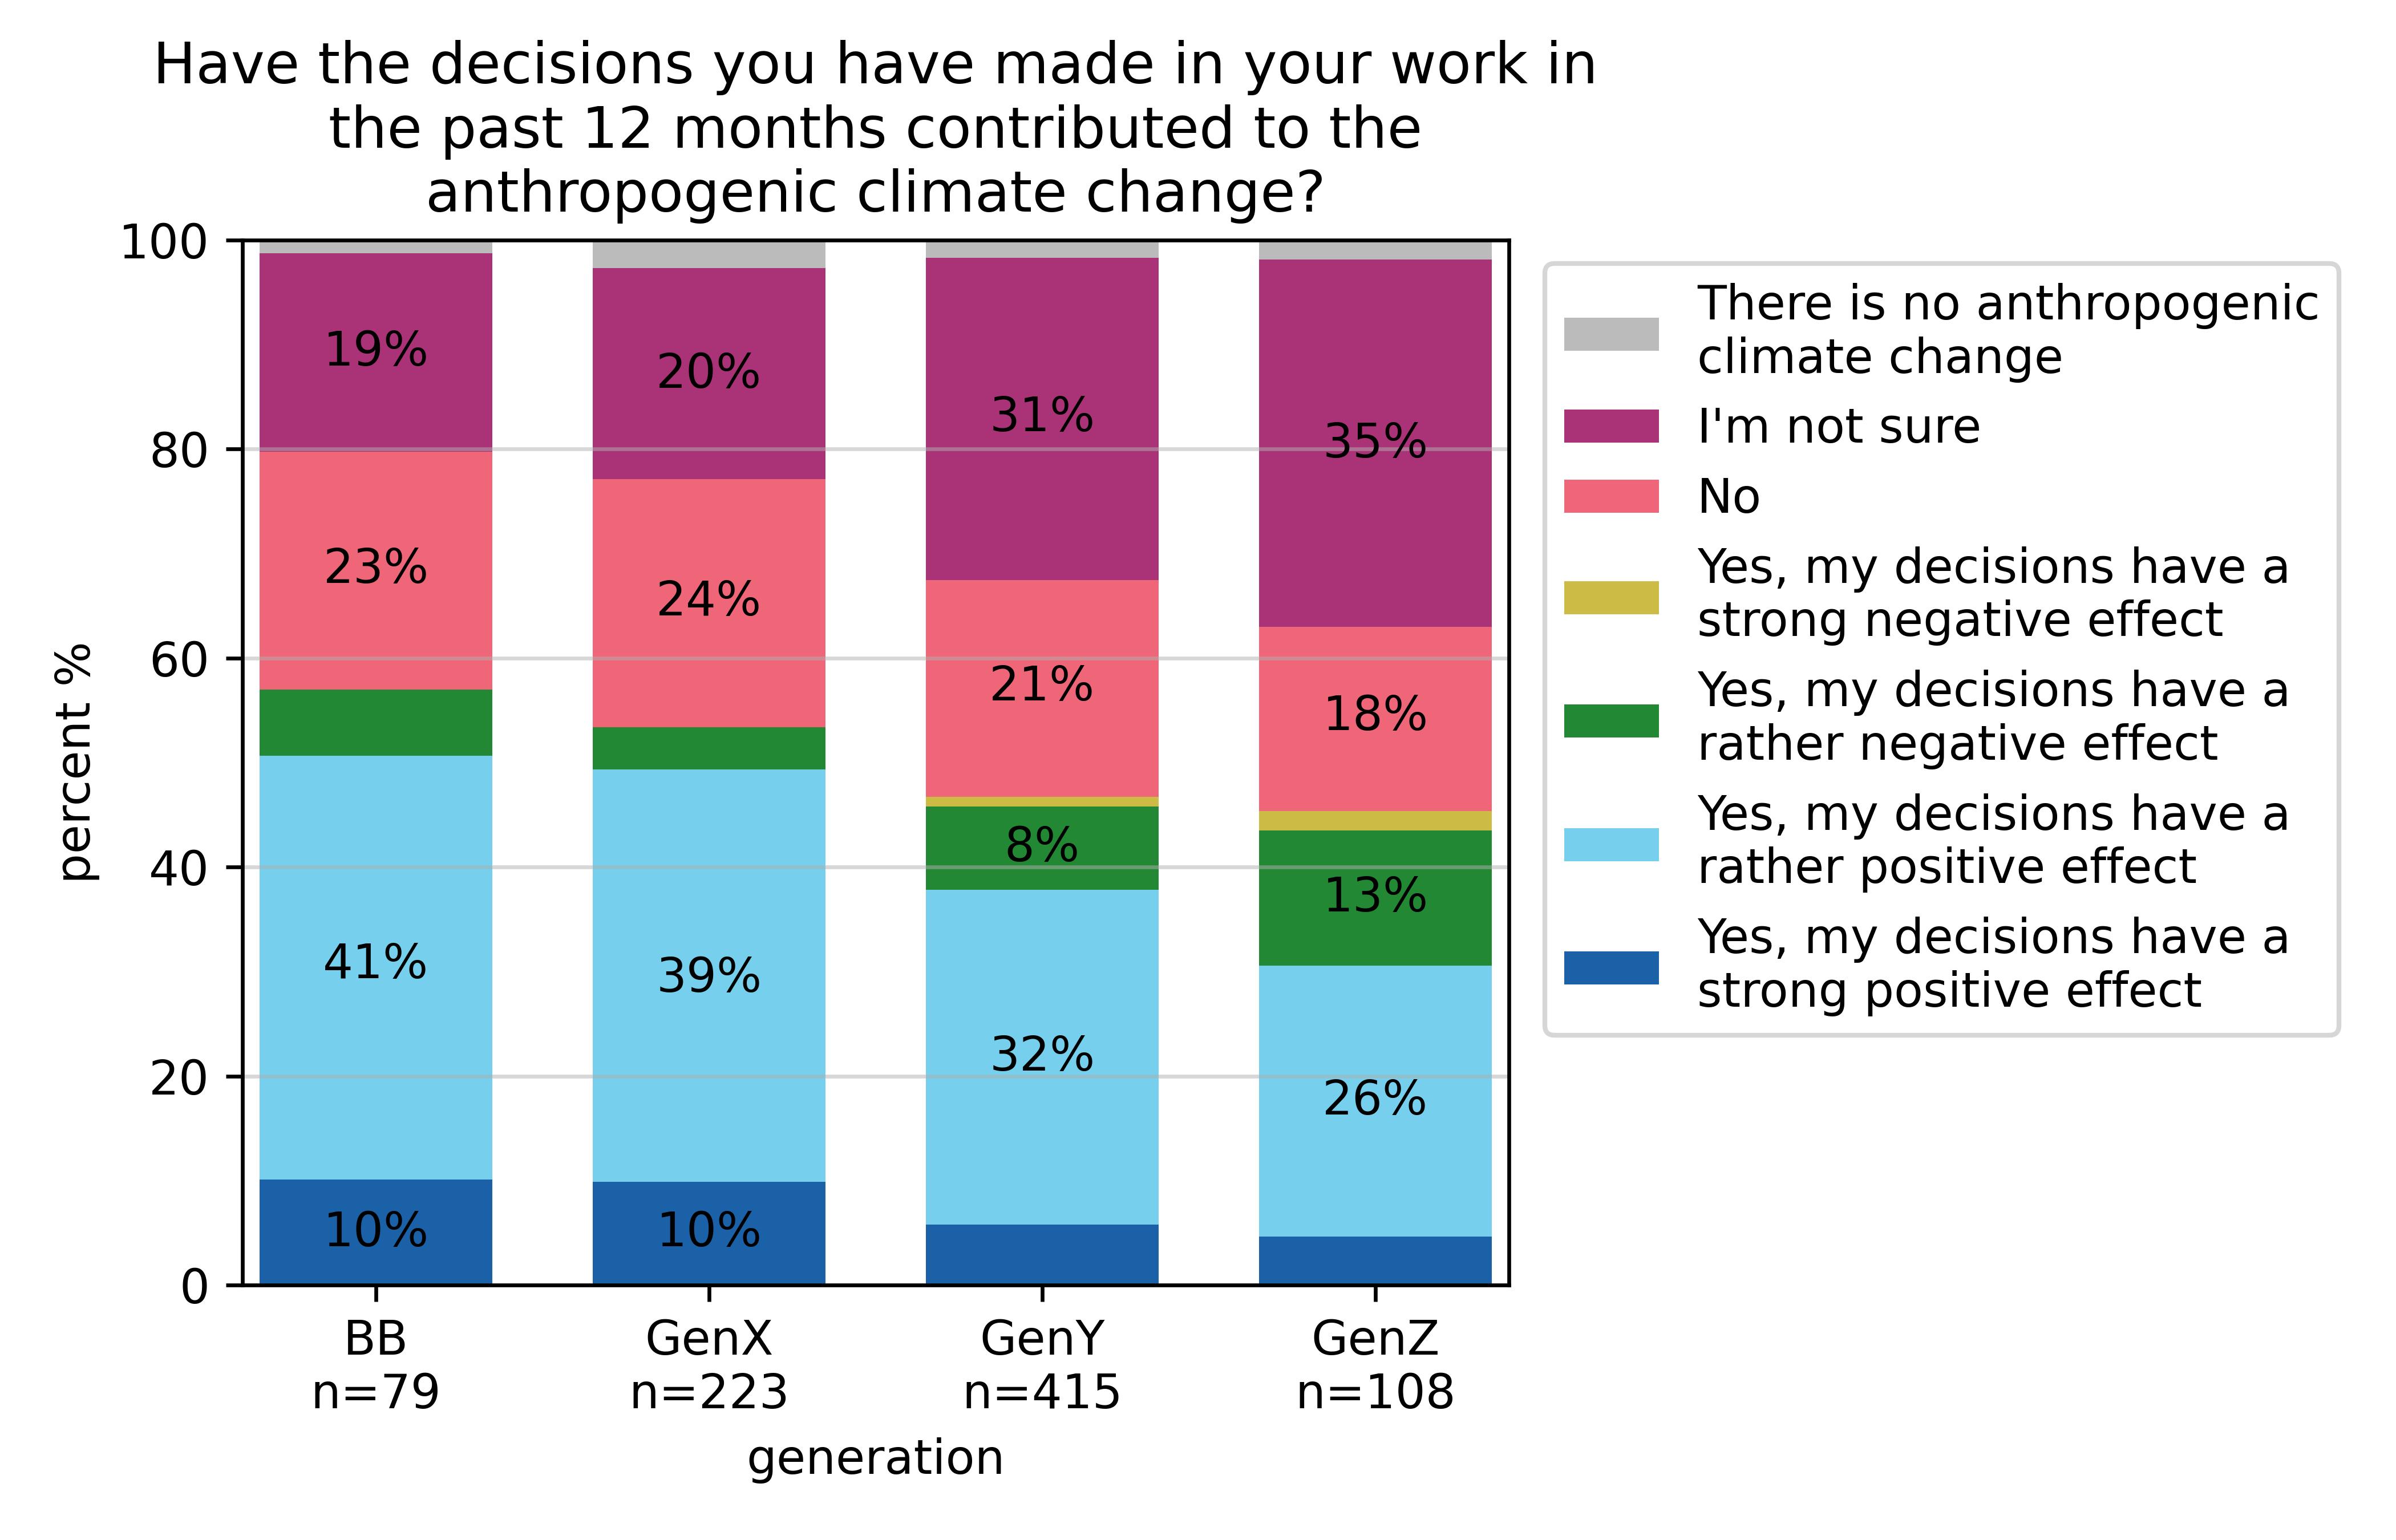 Have the decisions you have made in your work in
the past 12 months contributed to the
anthropogenic climate change?
percent %
100
80
60
40
20
0
19%
23%
41%
10%
20%
24%
39%
10%
31%
21%
8%
32%
35%
18%
13%
26%
BB
n=79
GenX
n=223
GenY
n=415
GenZ
n=108
generation
There is no anthropogenic
climate change
I'm not sure
No
Yes, my decisions have a
strong negative effect
Yes, my decisions have a
rather negative effect
Yes, my decisions have a
rather positive effect
Yes, my decisions have a
strong positive effect